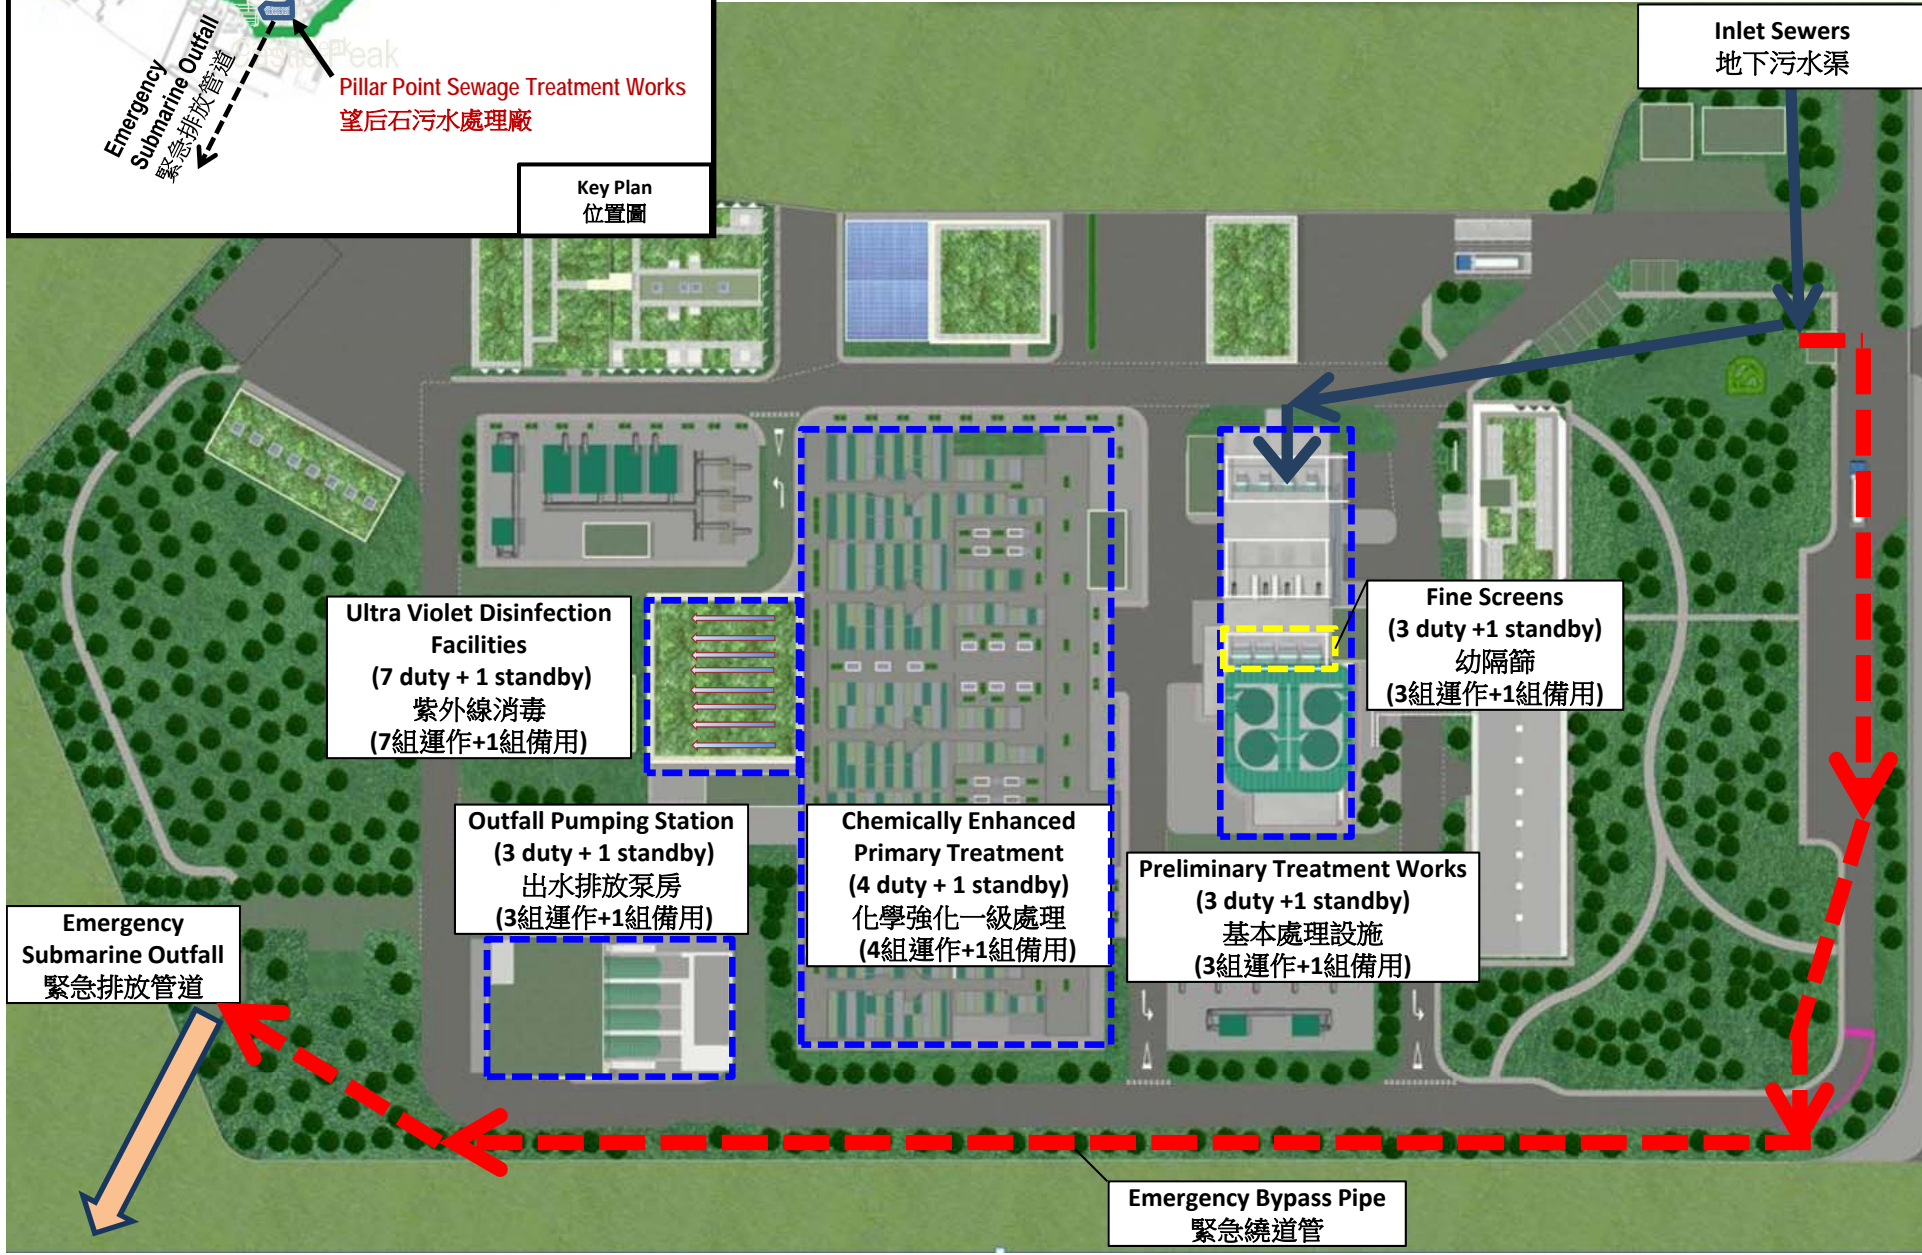 Emergency
Submarine Outfall
緊急排放管道
Castle Peak
Pillar Point Sewage Treatment Works
望后石污水處理廠
Key Plan
位置圖
Inlet Sewers
地下污水渠
Ultra Violet Disinfection
Facilities
(7 duty + 1 standby)
紫外線消毒
(7組運作+1組備用)
Fine Screens
(3 duty +1 standby)
幼隔篩
(3組運作+1組備用)
Outfall Pumping Station
(3 duty + 1 standby)
出水排放泵房
(3組運作+1組備用)
Chemically Enhanced
Primary Treatment
(4 duty + 1 standby)
化學強化一級處理
(4組運作+1組備用)
Preliminary Treatment Works
(3 duty +1 standby)
基本處理設施
(3組運作+1組備用)
Emergency
Submarine Outfall
緊急排放管道
Emergency Bypass Pipe
緊急繞道管